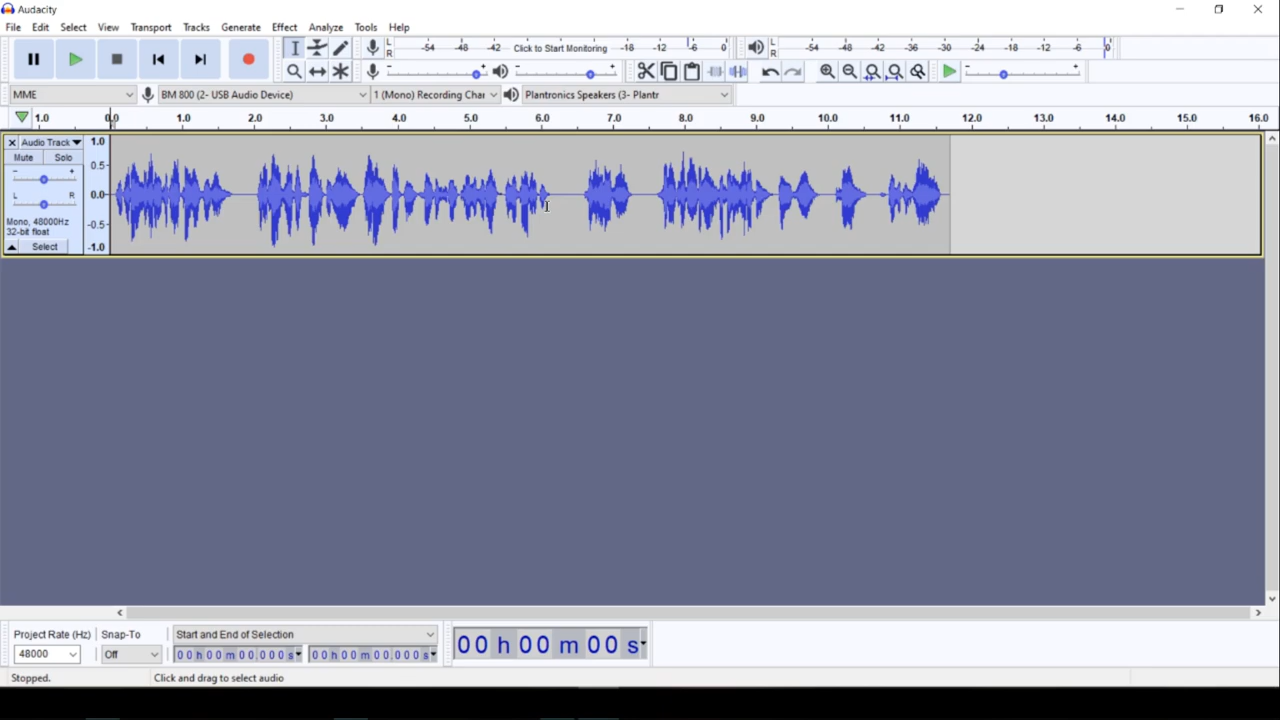 Audacity
File Edit Select View Transport Tracks Generate Effect Analyze Tools Help
L R -54 -48 -42 Click to Start Monitoring -18 -12 -6 0 L R -54 -48 -42 -36 -30 -24 -18 -12 -6 0
- + - + - +
MME BM 800 (2- USB Audio Device) 1 (Mono) Recording Char Plantronics Speakers (3- Plantr
1.0 0.0 1.0 2.0 3.0 4.0 5.0 6.0 7.0 8.0 9.0 10.0 11.0 12.0 13.0 14.0 15.0 16.0
Audio Track 1.0
Mute Solo 0.5
- +
L R 0.0
Mono, 48000Hz
32-bit float -0.5
Select -1.0
Project Rate (Hz) Snap-To Start and End of Selection
48000 Off 00 h 00 m 00.000 s 00 h 00 m 00.000 s 00 h 00 m 00 s
Stopped. Click and drag to select audio